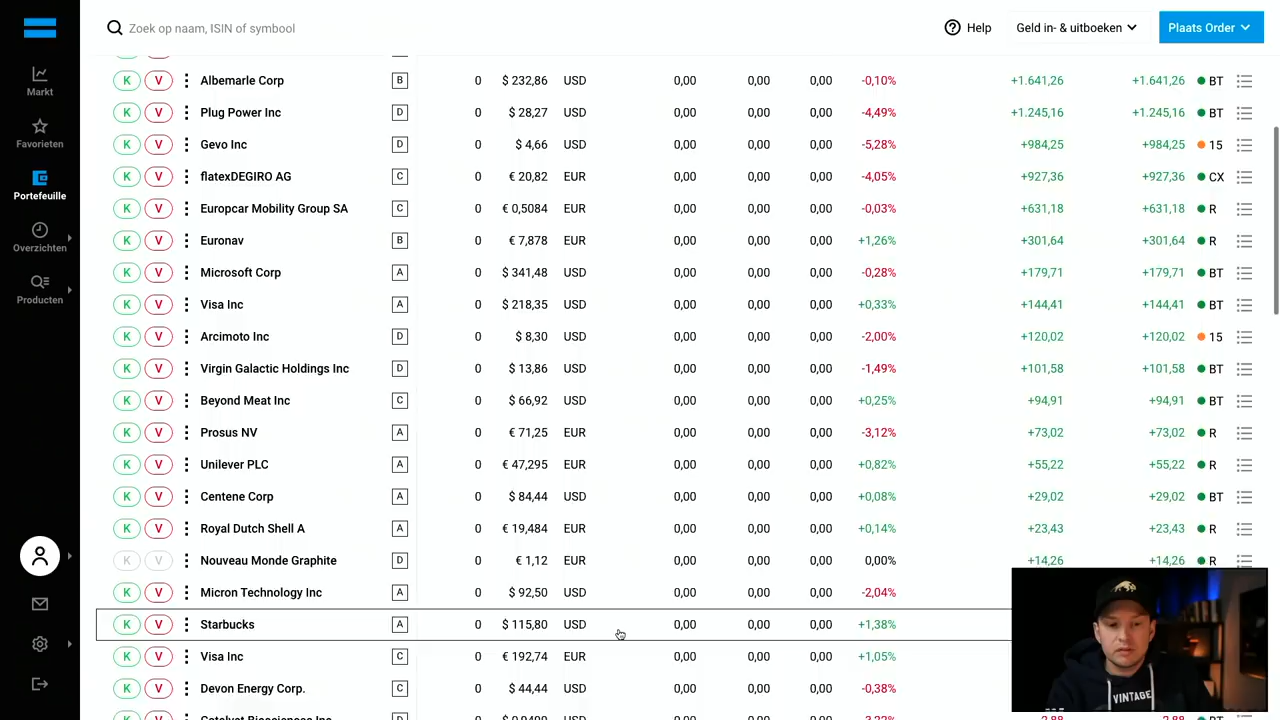 Zoek op naam, ISIN of symbool
Help
Geld in- & uitboeken
Plaats Order
Markt
Favorieten
Portefeuille
Overzichten
Producten
K V Albemarle Corp B 0 $ 232,86 USD 0,00 0,00 0,00 -0,10% +1.641,26 +1.641,26 BT
K V Plug Power Inc D 0 $ 28,27 USD 0,00 0,00 0,00 -4,49% +1.245,16 +1.245,16 BT
K V Gevo Inc D 0 $ 4,66 USD 0,00 0,00 0,00 -5,28% +984,25 +984,25 15
K V flatexDEGIRO AG C 0 € 20,82 EUR 0,00 0,00 0,00 -4,05% +927,36 +927,36 CX
K V Europcar Mobility Group SA C 0 € 0,5084 EUR 0,00 0,00 0,00 -0,03% +631,18 +631,18 R
K V Euronav B 0 € 7,878 EUR 0,00 0,00 0,00 +1,26% +301,64 +301,64 R
K V Microsoft Corp A 0 $ 341,48 USD 0,00 0,00 0,00 -0,28% +179,71 +179,71 BT
K V Visa Inc A 0 $ 218,35 USD 0,00 0,00 0,00 +0,33% +144,41 +144,41 BT
K V Arcimoto Inc D 0 $ 8,30 USD 0,00 0,00 0,00 -2,00% +120,02 +120,02 15
K V Virgin Galactic Holdings Inc D 0 $ 13,86 USD 0,00 0,00 0,00 -1,49% +101,58 +101,58 BT
K V Beyond Meat Inc C 0 $ 66,92 USD 0,00 0,00 0,00 +0,25% +94,91 +94,91 BT
K V Prosus NV A 0 € 71,25 EUR 0,00 0,00 0,00 -3,12% +73,02 +73,02 R
K V Unilever PLC A 0 € 47,295 EUR 0,00 0,00 0,00 +0,82% +55,22 +55,22 R
K V Centene Corp A 0 $ 84,44 USD 0,00 0,00 0,00 +0,08% +29,02 +29,02 BT
K V Royal Dutch Shell A A 0 € 19,484 EUR 0,00 0,00 0,00 +0,14% +23,43 +23,43 R
K V Nouveau Monde Graphite D 0 € 1,12 EUR 0,00 0,00 0,00 0,00% +14,26 +14,26 R
K V Micron Technology Inc A 0 $ 92,50 USD 0,00 0,00 0,00 -2,04%
K V Starbucks A 0 $ 115,80 USD 0,00 0,00 0,00 +1,38%
K V Visa Inc C 0 € 192,74 EUR 0,00 0,00 0,00 +1,05%
K V Devon Energy Corp. C 0 $ 44,44 USD 0,00 0,00 0,00 -0,38%
VINTAGE